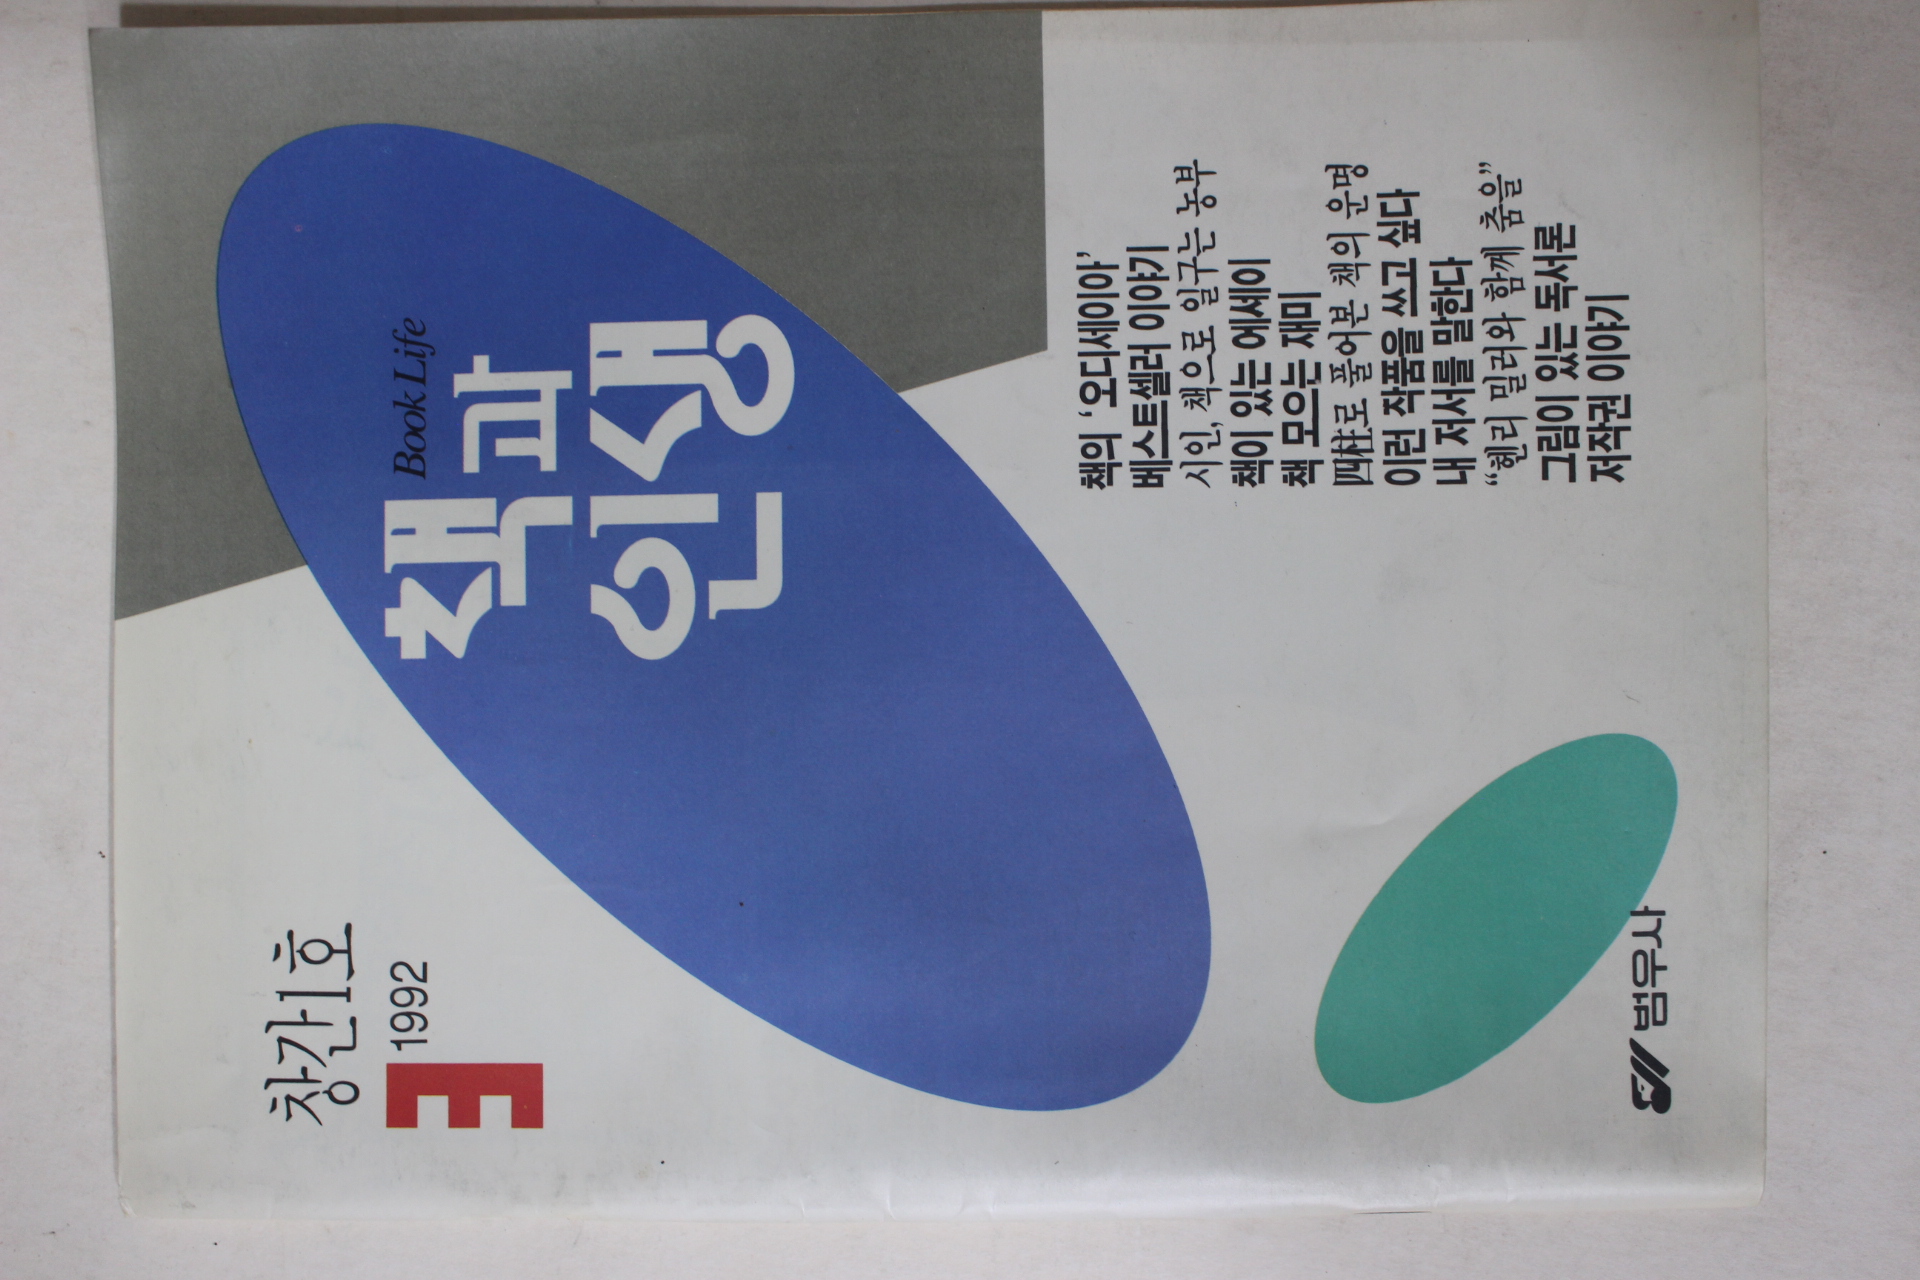 창간1호
3 1992
Book Life
책과
인생
책의 '오디세이아'
베스트셀러 이야기
시인, 책으로 일구는 농부
책이 있는 에세이
책 모으는 재미
四柱로 풀어본 책의 운명
이런 작품을 쓰고 싶다
내 저서를 말한다
“헨리 밀러와 함께 춤을”
그림이 있는 독서론
저작권 이야기
범우사